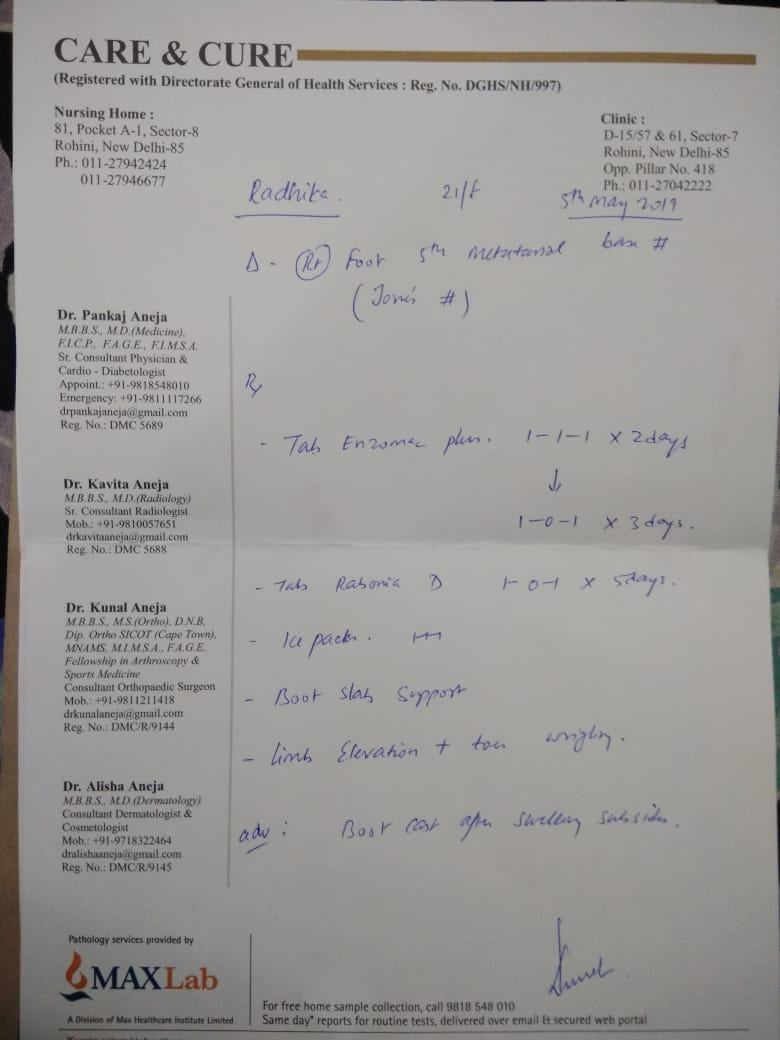 CARE & CURE
(Registered with Directorate General of Health Services : Reg. No. DGHS/NH/997)
Nursing Home :
81, Pocket A-1, Sector-8
Rohini, New Delhi-85
Ph.: 011-27942424
011-27946677
Clinic :
D-15/57 & 61, Sector-7
Rohini, New Delhi-85
Opp. Pillar No. 418
Ph.: 011-27042222
Radhika. 21/f 5th May 2019
Δ - (Rt) Foot 5th Metatarsal base #
(Jone's #)
Dr. Pankaj Aneja
M.B.B.S., M.D.(Medicine),
F.I.C.P., F.A.G.E., F.I.M.S.A.
Sr. Consultant Physician &
Cardio - Diabetologist
Appoint.: +91-9818548010
Emergency: +91-9811117266
drpankajaneja@gmail.com
Reg. No.: DMC 5689
Dr. Kavita Aneja
M.B.B.S., M.D.(Radiology)
Sr. Consultant Radiologist
Mob.: +91-9810057651
drkavitaaneja@gmail.com
Reg. No.: DMC 5688
Dr. Kunal Aneja
M.B.B.S., M.S.(Ortho), D.N.B,
Dip. Ortho SICOT (Cape Town),
MNAMS, M.I.M.S.A., F.A.G.E.
Fellowship in Arthroscopy &
Sports Medicine
Consultant Orthopaedic Surgeon
Mob.: +91-9811211418
drkunalaneja@gmail.com
Reg. No.: DMC/R/9144
Dr. Alisha Aneja
M.B.B.S., M.D.(Dermatology)
Consultant Dermatologist &
Cosmetologist
Mob.: +91-9718322464
dralishaaneja@gmail.com
Reg. No.: DMC/R/9145
Rx
- Tab Enzomac plus. 1-1-1 x 2 days
↓
1-0-1 x 3 days.
- Tab Rabonia D 1-0-1 x 5days.
- Ice packs.
- Boot slab support
- limb Elevation + toes
adv : Boot cast after swelling subsides.
Pathology services provided by
MAXLab
A Division of Max Healthcare Institute Limited
For free home sample collection, call 9818 548 010
Same day* reports for routine tests, delivered over email & secured web portal